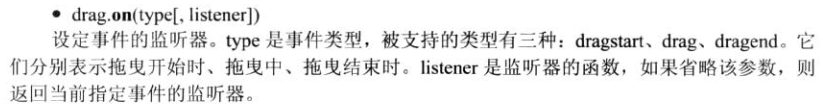 • drag.on(type[, listener])
设定事件的监听器。type 是事件类型，被支持的类型有三种：dragstart、drag、dragend。它
们分别表示拖曳开始时、拖曳中、拖曳结束时。listener 是监听器的函数，如果省略该参数，则
返回当前指定事件的监听器。